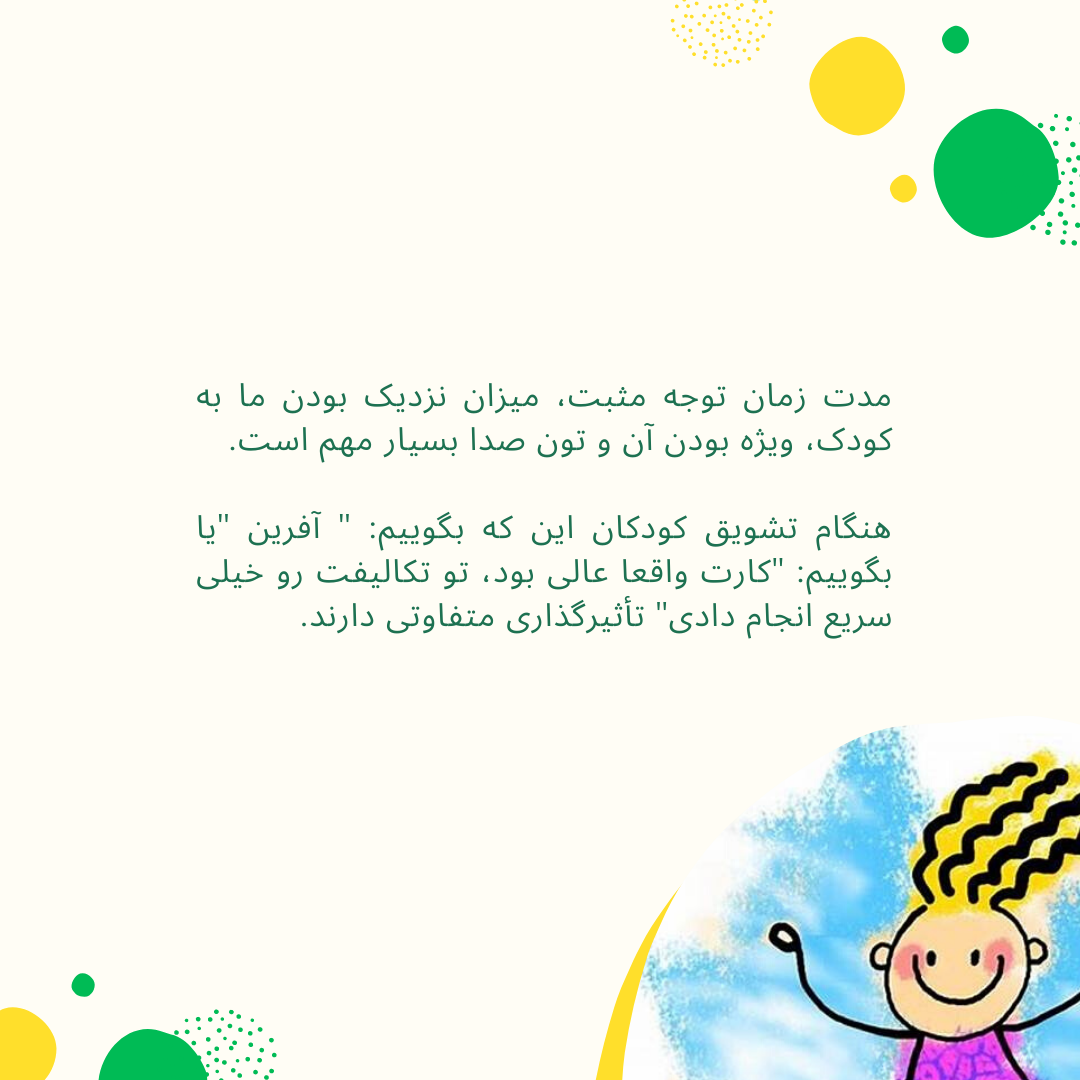 مدت زمان توجه مثبت، میزان نزدیک بودن ما به
کودک، ویژه بودن آن و تون صدا بسیار مهم است.
هنگام تشویق کودکان این که بگوییم: " آفرین "یا
بگوییم: "کارت واقعا عالی بود، تو تکالیفت رو خیلی
سریع انجام دادی" تأثیرگذاری متفاوتی دارند.